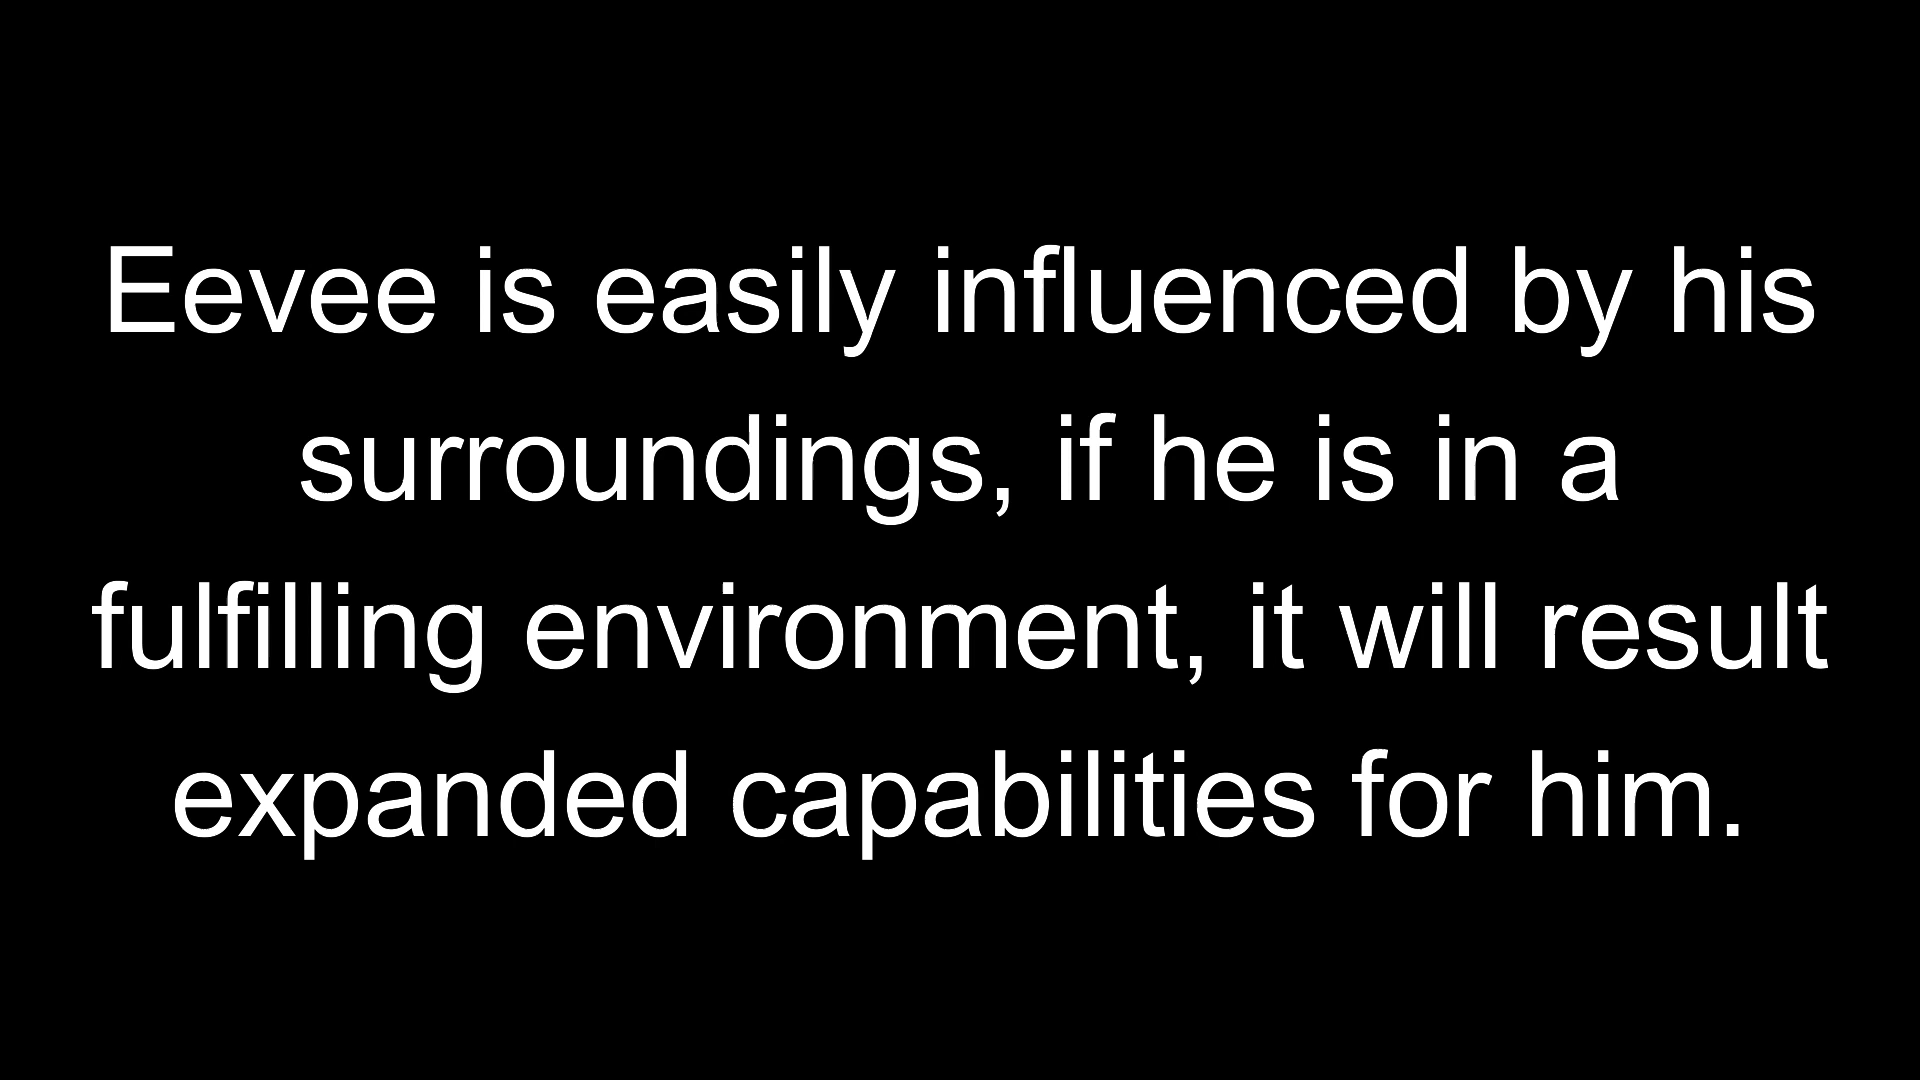 Eevee is easily influenced by his
surroundings, if he is in a
fulfilling environment, it will result
expanded capabilities for him.